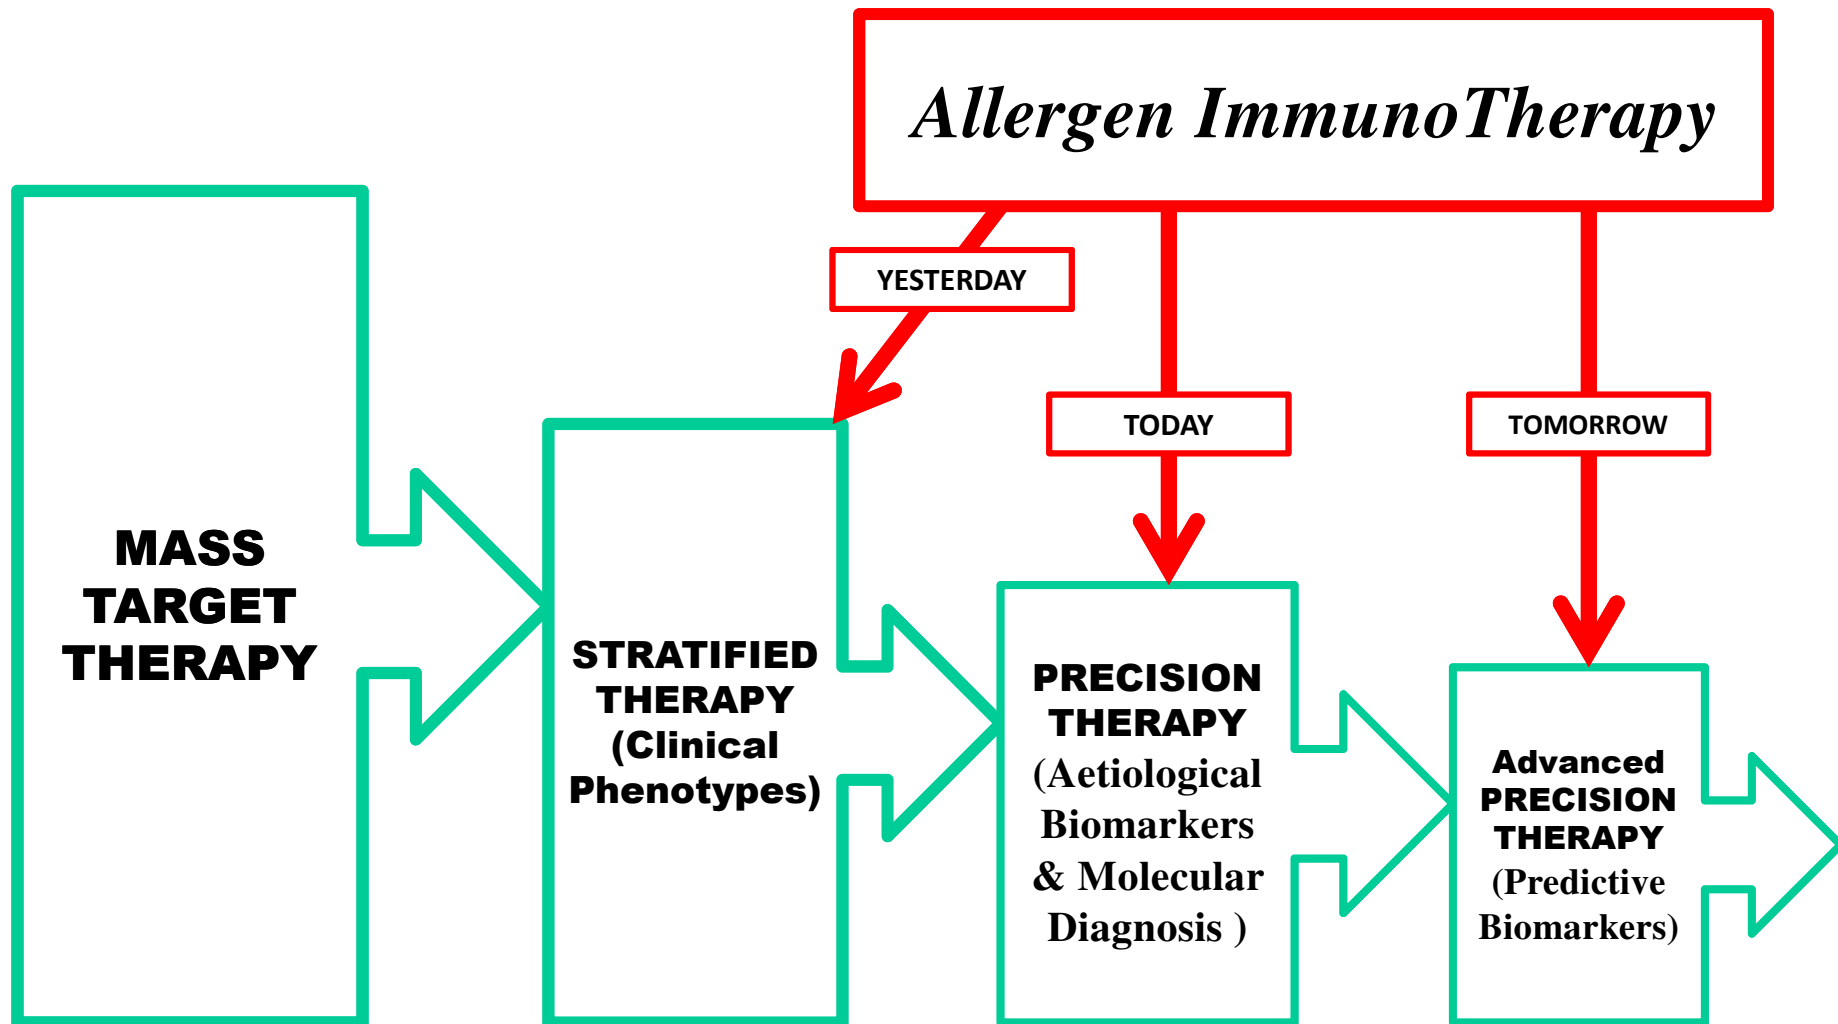 Allergen ImmunoTherapy
YESTERDAY
TODAY
TOMORROW
MASS
TARGET
THERAPY
STRATIFIED
THERAPY
(Clinical
Phenotypes)
PRECISION
THERAPY
(Aetiological
Biomarkers
& Molecular
Diagnosis )
Advanced
PRECISION
THERAPY
(Predictive
Biomarkers)